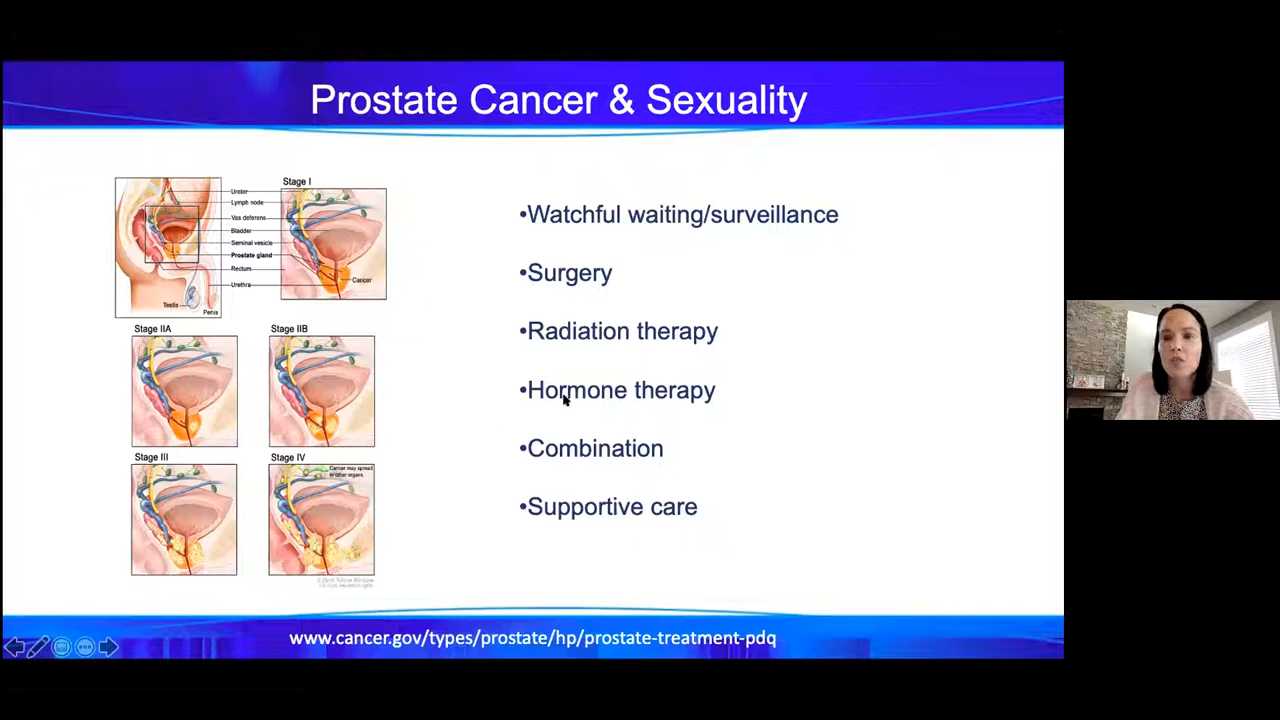 Prostate Cancer & Sexuality
Stage I
Ureter
Lymph node
Vas deferens
Bladder
Seminal vesicle
Prostate gland
Rectum
Urethra
Cancer
Testis
Penis
Stage IIA
Stage IIB
Stage III
Stage IV
Cancer may spread
to other organs
•Watchful waiting/surveillance
•Surgery
•Radiation therapy
•Hormone therapy
•Combination
•Supportive care
www.cancer.gov/types/prostate/hp/prostate-treatment-pdq